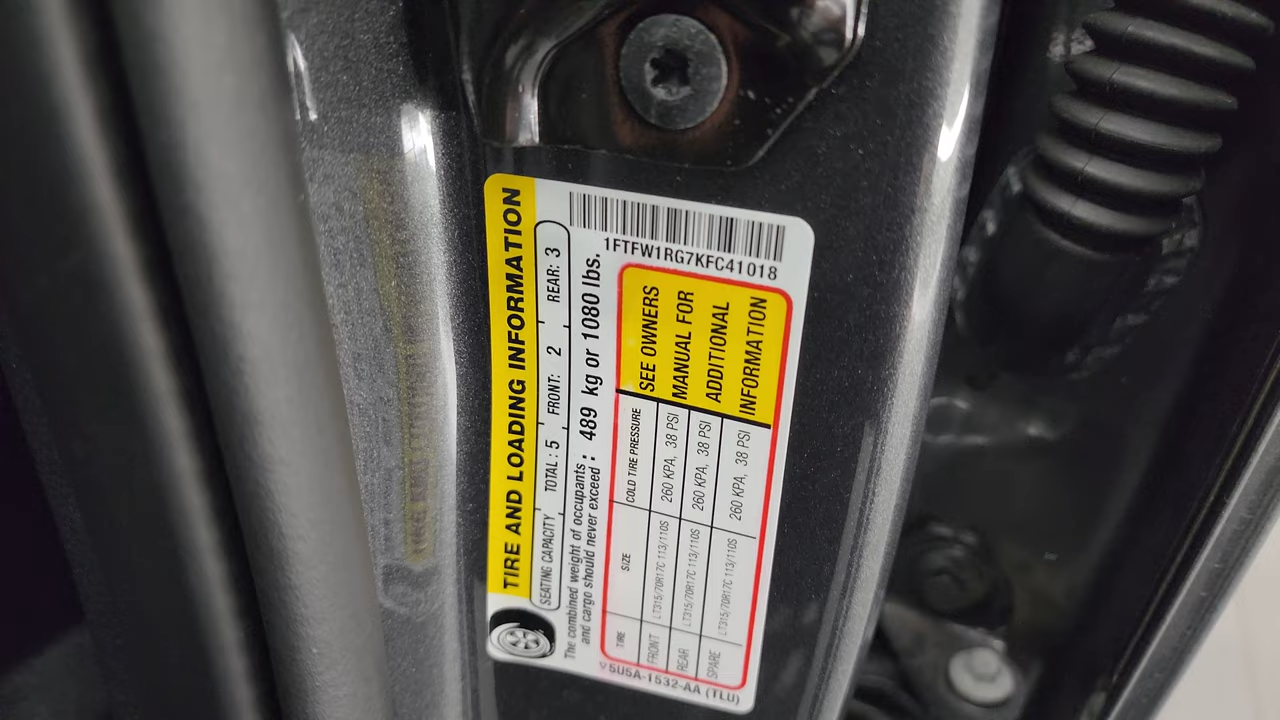 1FTFW1RG7KFC41018
TIRE AND LOADING INFORMATION
SEATING CAPACITY TOTAL: 5 FRONT: 2 REAR: 3
The combined weight of occupants
and cargo should never exceed: 489 kg or 1080 lbs.
TIRE SIZE COLD TIRE PRESSURE
FRONT LT315/70R17C 113/110S 260 KPA, 38 PSI
REAR LT315/70R17C 113/110S 260 KPA, 38 PSI
SPARE LT315/70R17C 113/110S 260 KPA, 38 PSI
SEE OWNERS
MANUAL FOR
ADDITIONAL
INFORMATION
5U5A-1532-AA (TLU)